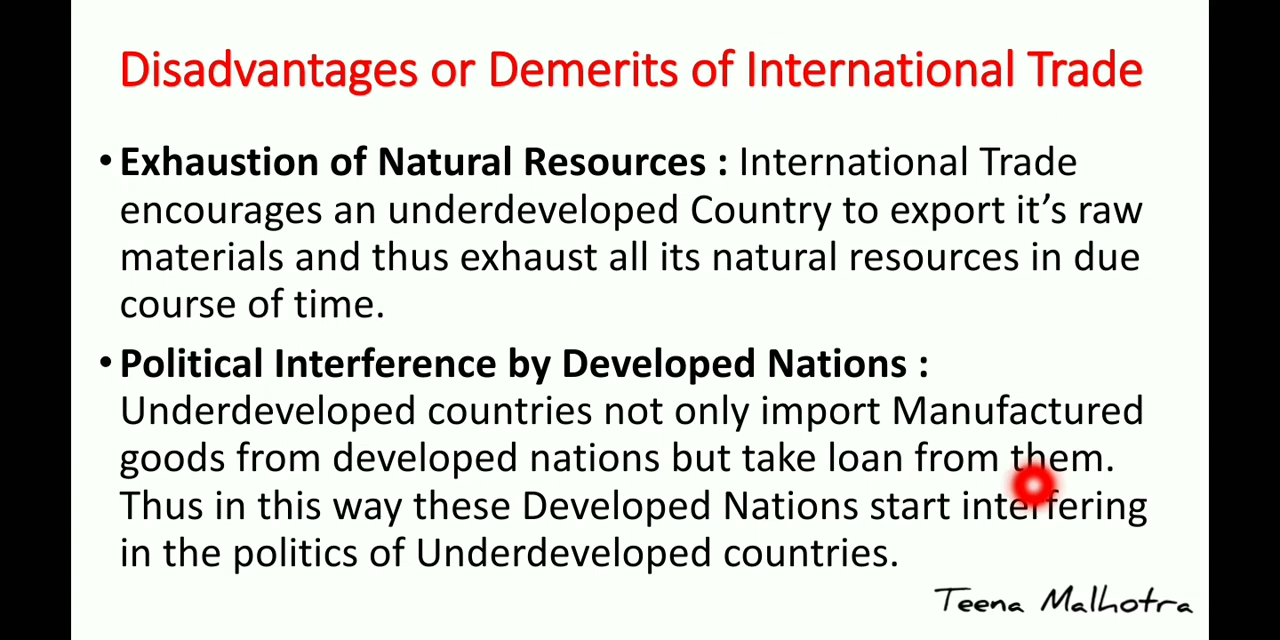 Disadvantages or Demerits of International Trade
• Exhaustion of Natural Resources : International Trade
encourages an underdeveloped Country to export it's raw
materials and thus exhaust all its natural resources in due
course of time.
• Political Interference by Developed Nations :
Underdeveloped countries not only import Manufactured
goods from developed nations but take loan from them.
Thus in this way these Developed Nations start interfering
in the politics of Underdeveloped countries.
Teena Malhotra